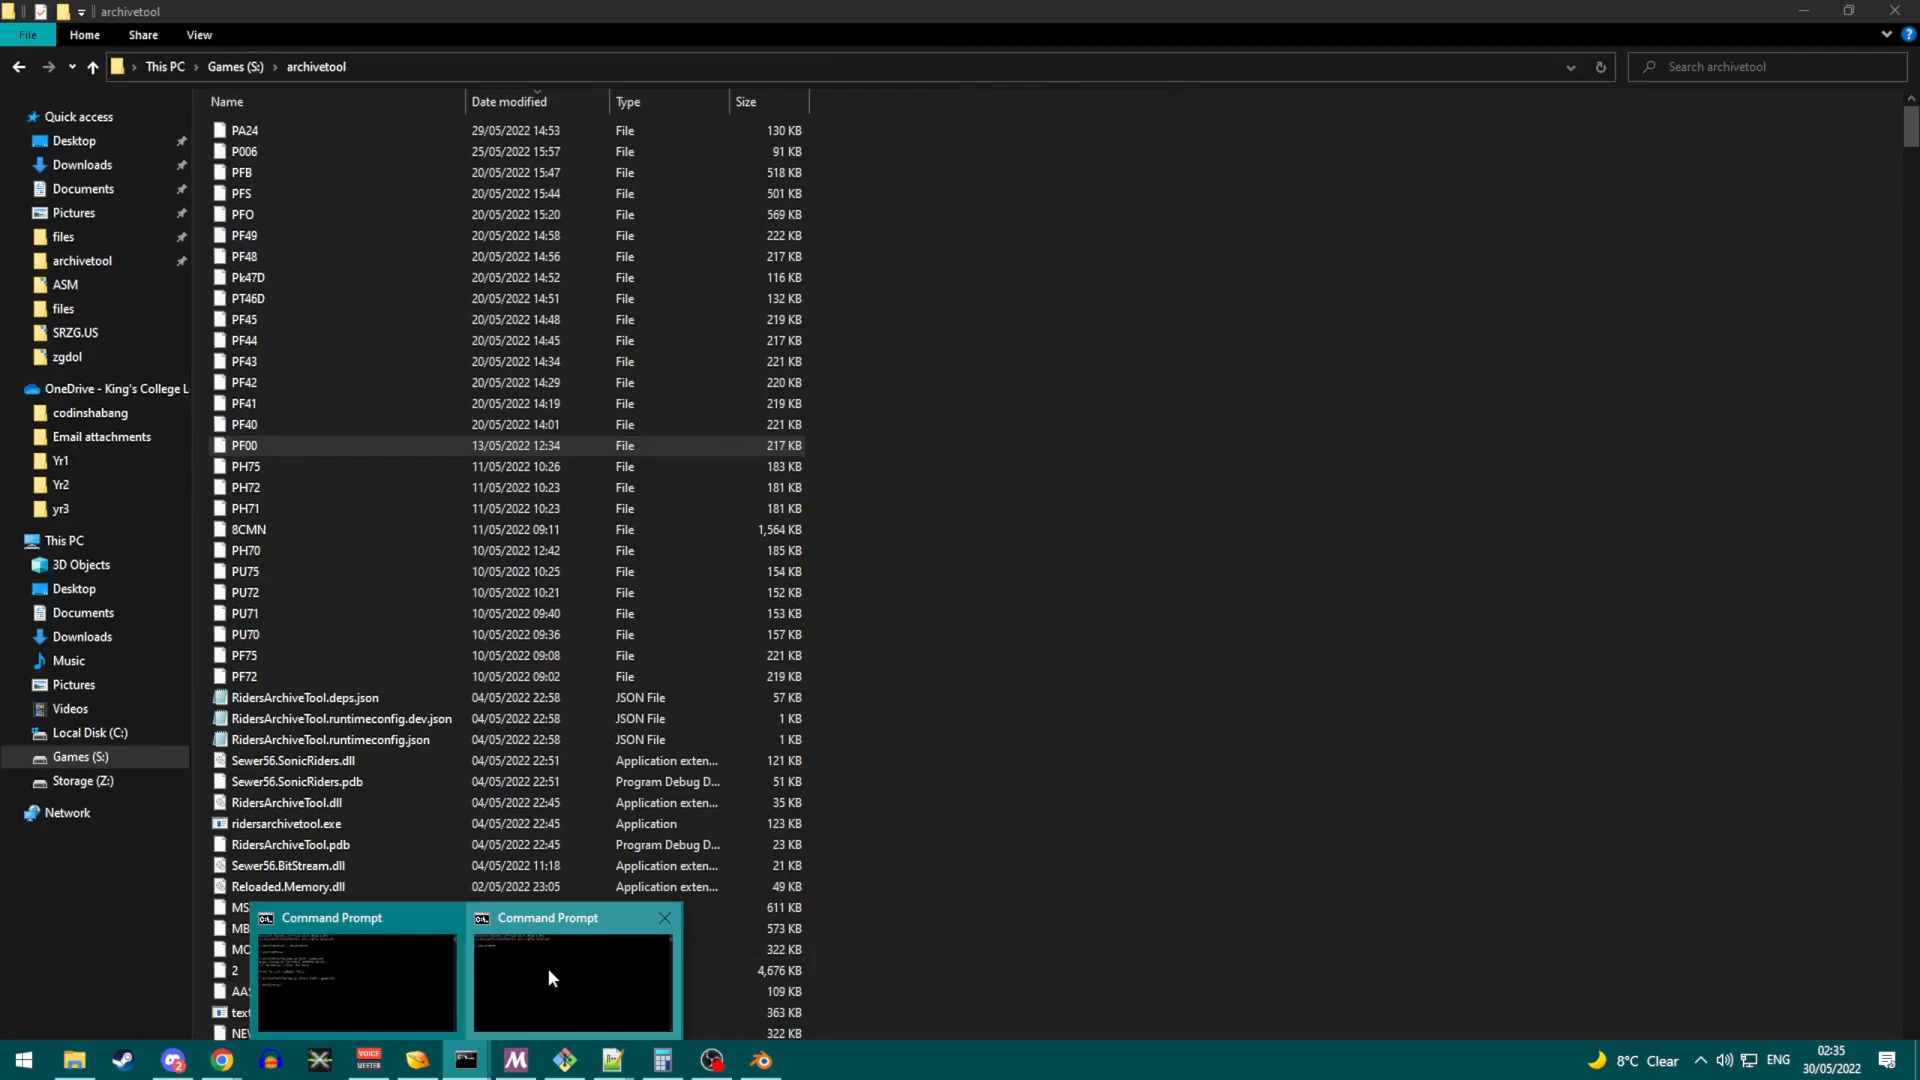 archivetool
File Home Share View
This PC Games (S:) archivetool
Search archivetool
Name Date modified Type Size
Quick access
Desktop
Downloads
Documents
Pictures
files
archivetool
ASM
files
SRZG.US
zgdol
OneDrive - King's College L
codinshabang
Email attachments
Yr1
Yr2
yr3
This PC
3D Objects
Desktop
Documents
Downloads
Music
Pictures
Videos
Local Disk (C:)
Games (S:)
Storage (Z:)
Network
PA24 29/05/2022 14:53 File 130 KB
P006 25/05/2022 15:57 File 91 KB
PFB 20/05/2022 15:47 File 518 KB
PFS 20/05/2022 15:44 File 501 KB
PFO 20/05/2022 15:20 File 569 KB
PF49 20/05/2022 14:58 File 222 KB
PF48 20/05/2022 14:56 File 217 KB
Pk47D 20/05/2022 14:52 File 116 KB
PT46D 20/05/2022 14:51 File 132 KB
PF45 20/05/2022 14:48 File 219 KB
PF44 20/05/2022 14:45 File 217 KB
PF43 20/05/2022 14:34 File 221 KB
PF42 20/05/2022 14:29 File 220 KB
PF41 20/05/2022 14:19 File 219 KB
PF40 20/05/2022 14:01 File 221 KB
PF00 13/05/2022 12:34 File 217 KB
PH75 11/05/2022 10:26 File 183 KB
PH72 11/05/2022 10:23 File 181 KB
PH71 11/05/2022 10:23 File 181 KB
8CMN 11/05/2022 09:11 File 1,564 KB
PH70 10/05/2022 12:42 File 185 KB
PU75 10/05/2022 10:25 File 154 KB
PU72 10/05/2022 10:21 File 152 KB
PU71 10/05/2022 09:40 File 153 KB
PU70 10/05/2022 09:36 File 157 KB
PF75 10/05/2022 09:08 File 221 KB
PF72 10/05/2022 09:02 File 219 KB
RidersArchiveTool.deps.json 04/05/2022 22:58 JSON File 57 KB
RidersArchiveTool.runtimeconfig.dev.json 04/05/2022 22:58 JSON File 1 KB
RidersArchiveTool.runtimeconfig.json 04/05/2022 22:58 JSON File 1 KB
Sewer56.SonicRiders.dll 04/05/2022 22:51 Application exten... 121 KB
Sewer56.SonicRiders.pdb 04/05/2022 22:51 Program Debug D... 51 KB
RidersArchiveTool.dll 04/05/2022 22:45 Application exten... 35 KB
ridersarchivetool.exe 04/05/2022 22:45 Application 123 KB
RidersArchiveTool.pdb 04/05/2022 22:45 Program Debug D... 23 KB
Sewer56.BitStream.dll 04/05/2022 11:18 Application exten... 21 KB
Reloaded.Memory.dll 02/05/2022 23:05 Application exten... 49 KB
MS 611 KB
MB 573 KB
MO 322 KB
2 4,676 KB
AA 109 KB
tex 363 KB
NE 322 KB
Command Prompt
Command Prompt
VOICE
MEETER
2
8°C Clear
ENG
02:35
30/05/2022